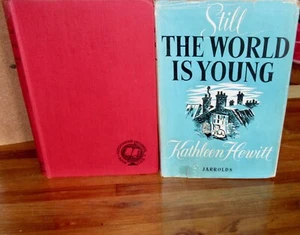 Still
THE WORLD
IS YOUNG
Kathleen Hewitt
JARROLDS